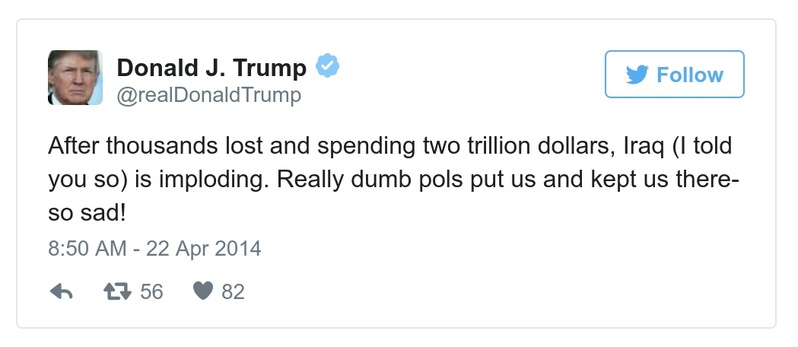 Donald J. Trump
@realDonaldTrump
Follow
After thousands lost and spending two trillion dollars, Iraq (I told
you so) is imploding. Really dumb pols put us and kept us there-
so sad!
8:50 AM - 22 Apr 2014
56 82